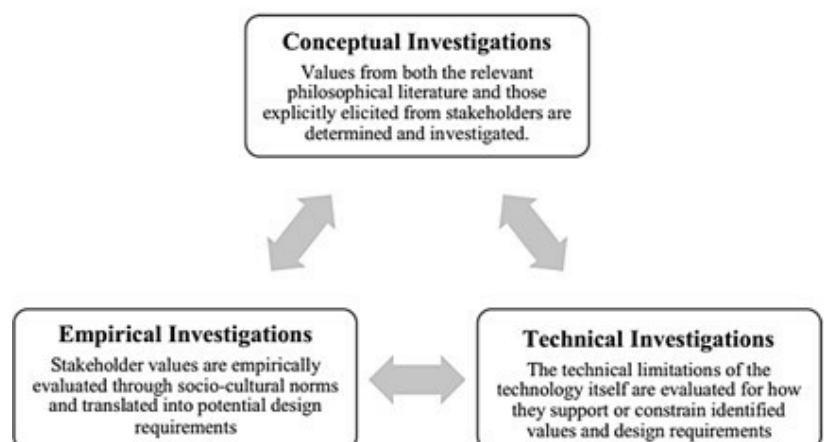 Conceptual Investigations
Values from both the relevant
philosophical literature and those
explicitly elicited from stakeholders are
determined and investigated.
Empirical Investigations
Stakeholder values are empirically
evaluated through socio-cultural norms
and translated into potential design
requirements
Technical Investigations
The technical limitations of the
technology itself are evaluated for how
they support or constrain identified
values and design requirements